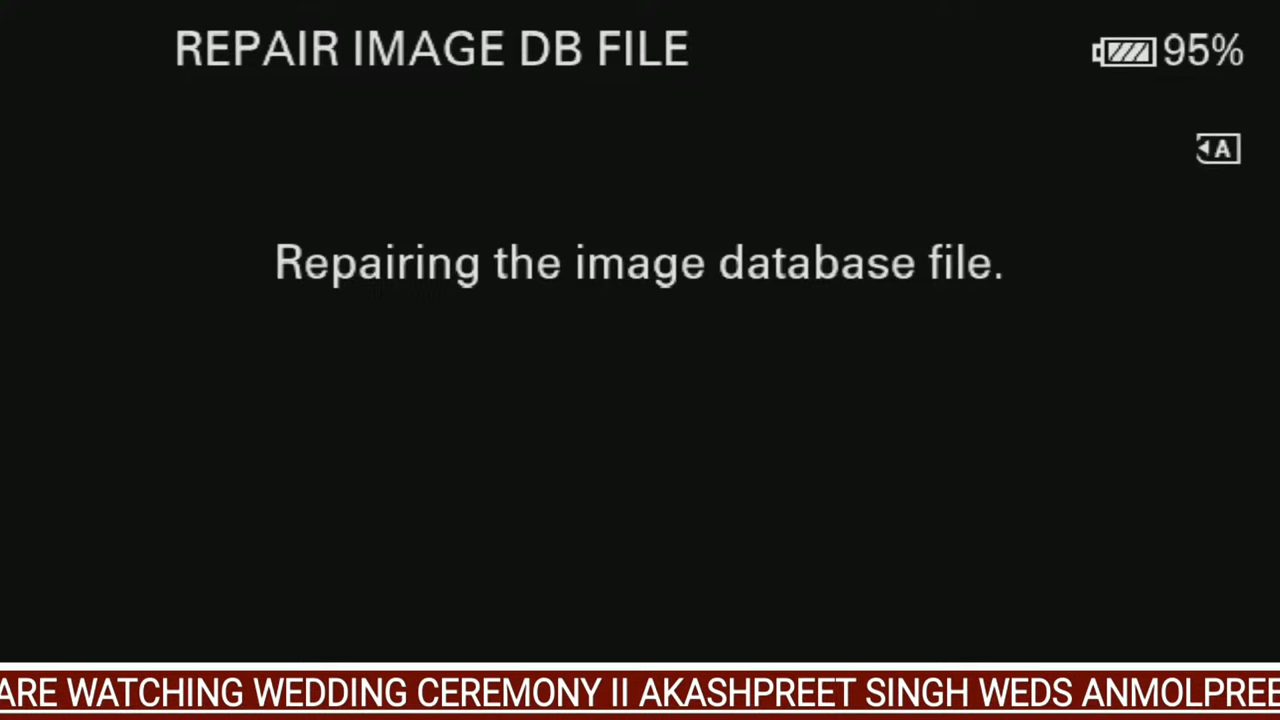 REPAIR IMAGE DB FILE
95%
A
Repairing the image database file.
ARE WATCHING WEDDING CEREMONY II AKASHPREET SINGH WEDS ANMOLPREE